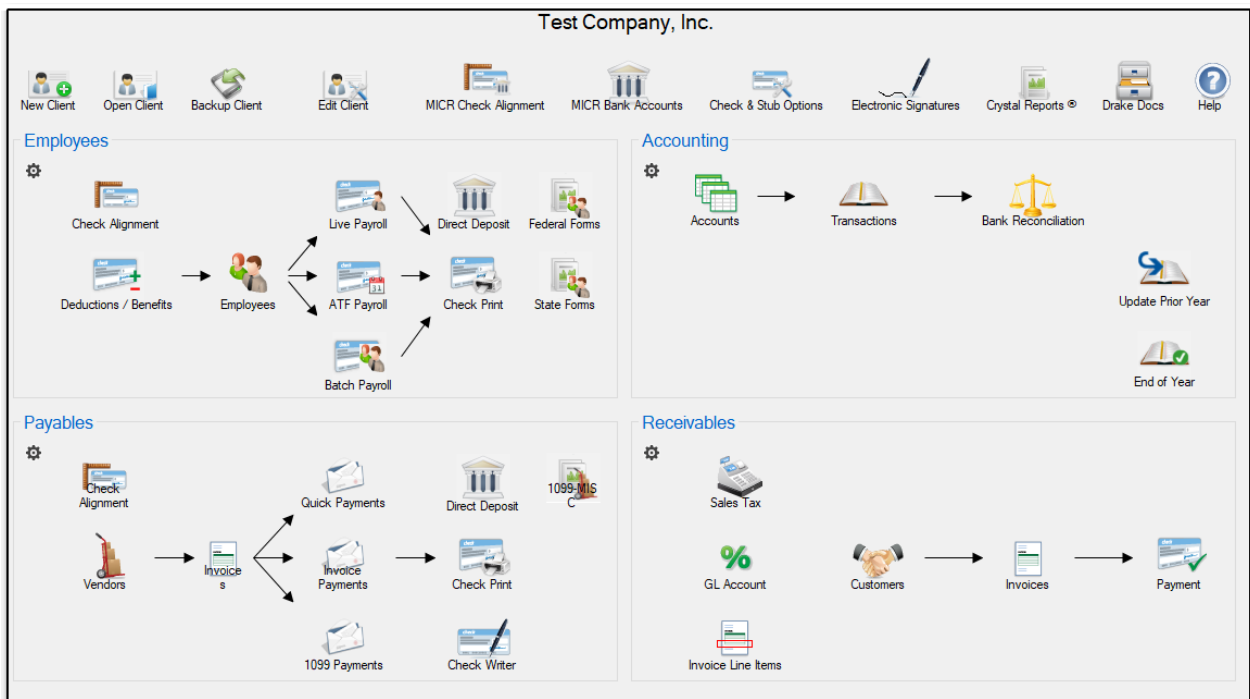 Test Company, Inc.
New Client
Open Client
Backup Client
Edit Client
MICR Check Alignment
MICR Bank Accounts
Check & Stub Options
Electronic Signatures
Crystal Reports ®
Drake Docs
Help
Employees
Check Alignment
Live Payroll
Direct Deposit
Federal Forms
Deductions / Benefits
Employees
ATF Payroll
Check Print
State Forms
Batch Payroll
Accounting
Accounts
Transactions
Bank Reconciliation
Update Prior Year
End of Year
Payables
Check
Alignment
Quick Payments
Direct Deposit
1099-MIS
C
Vendors
Invoice
s
Invoice
Payments
Check Print
1099 Payments
Check Writer
Receivables
Sales Tax
GL Account
Customers
Invoices
Payment
Invoice Line Items